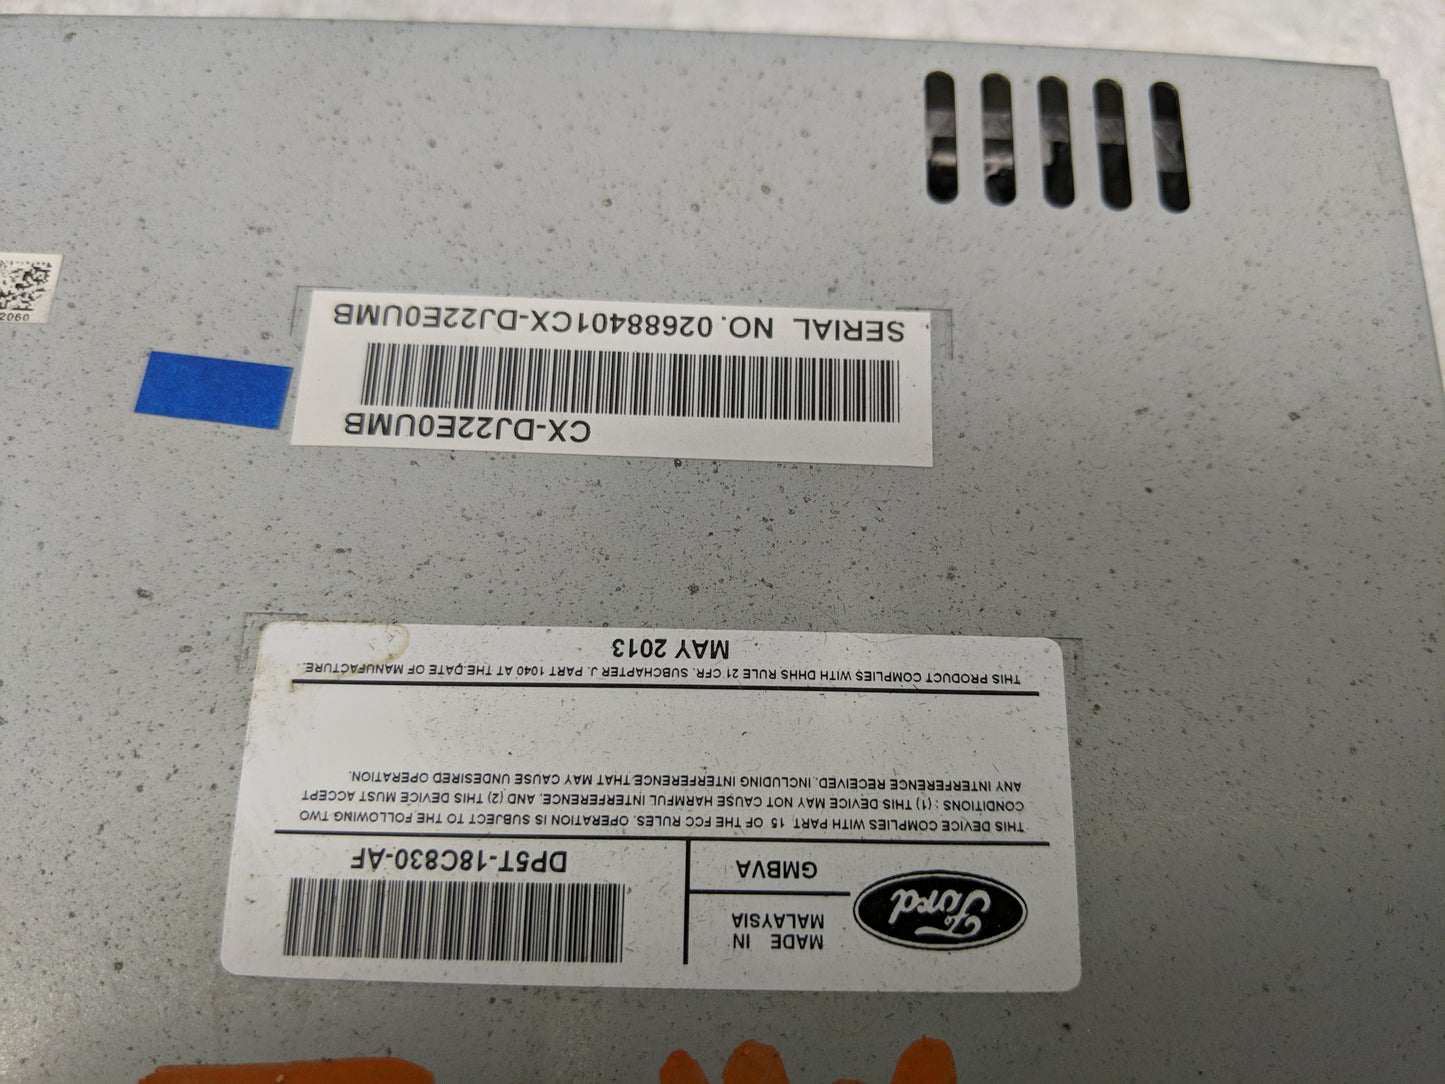 MADE IN
MALAYSIA
Ford
GMBVA
DP5T-18C830-AF
THIS DEVICE COMPLIES WITH PART 15 OF THE FCC RULES. OPERATION IS SUBJECT TO THE FOLLOWING TWO
CONDITIONS : (1) THIS DEVICE MAY NOT CAUSE HARMFUL INTERFERENCE, AND (2) THIS DEVICE MUST ACCEPT
ANY INTERFERENCE RECEIVED, INCLUDING INTERFERENCE THAT MAY CAUSE UNDESIRED OPERATION.
THIS PRODUCT COMPLIES WITH DHHS RULE 21 CFR. SUBCHAPTER J. PART 1040 AT THE DATE OF MANUFACTURE.
MAY 2013
CX-DJ22E0UMB
SERIAL NO. 02688401CX-DJ22E0UMB
2060